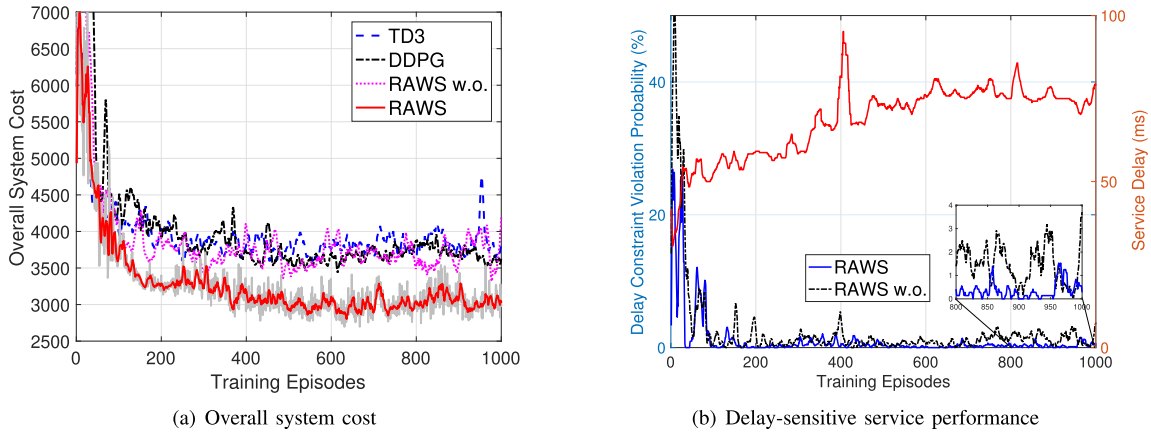 7000
6500
6000
5500
5000
4500
4000
3500
3000
2500
Overall System Cost
0
200
400
600
800
1000
Training Episodes
TD3
DDPG
RAWS w.o.
RAWS
(a) Overall system cost
Delay Constraint Violation Probability (%)
40
20
0
100
50
0
Service Delay (ms)
RAWS
RAWS w.o.
4
3
2
1
0
800
850
900
950
1000
0
200
400
600
800
1000
Training Episodes
(b) Delay-sensitive service performance